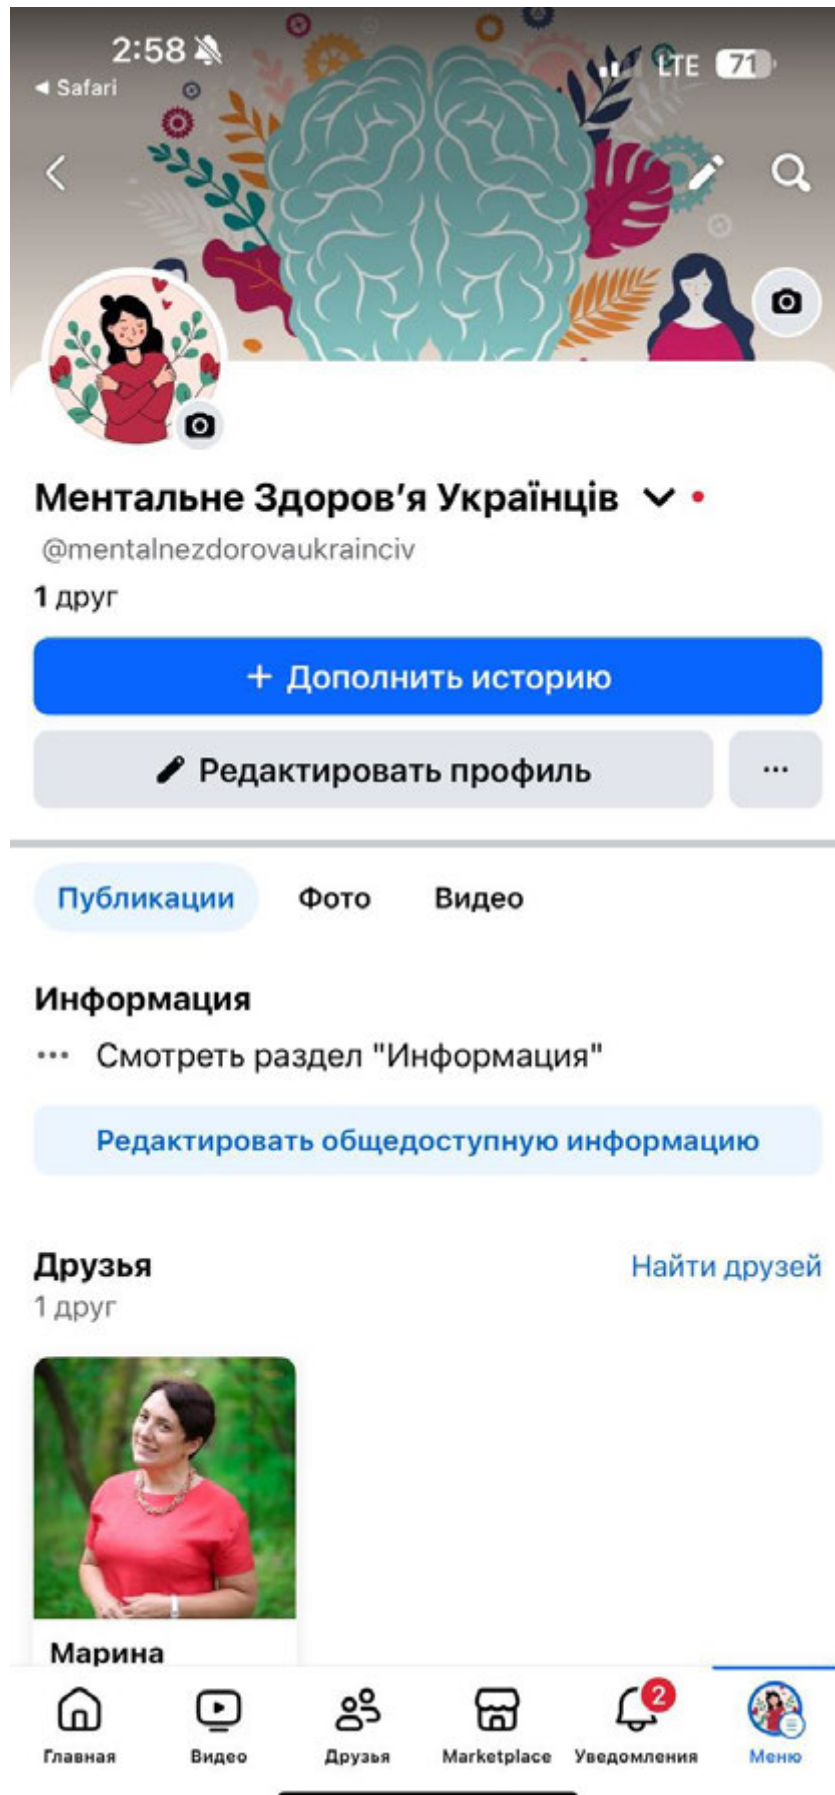 2:58
LTE 71
◀ Safari
Ментальне Здоров’я Українців
@mentalnezdorovaukrainciv
1 друг
+ Дополнить историю
Редактировать профиль
...
Публикации Фото Видео
Информация
... Смотреть раздел "Информация"
Редактировать общедоступную информацию
Друзья Найти друзей
1 друг
Марина
2
Главная Видео Друзья Marketplace Уведомления Меню